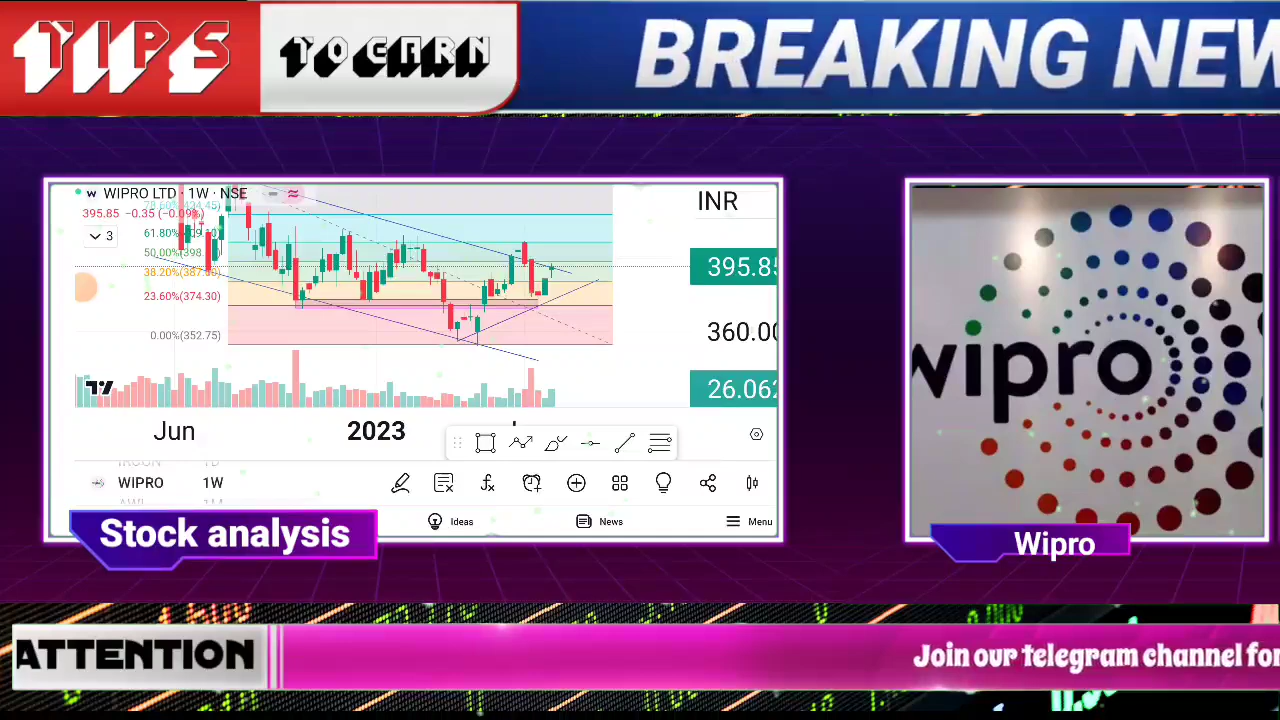 TIPS
TO EARN
BREAKING NEW
WIPRO LTD · 1W · NSE
395.85 −0.35 (−0.09%)
3
61.80%
50.00%(398.
38.20%
23.60%(374.30)
0.00%(352.75)
INR
395.85
360.00
26.062
Jun
2023
WIPRO 1W
Ideas
News
Menu
Stock analysis
wipro
Wipro
ATTENTION
Join our telegram channel for